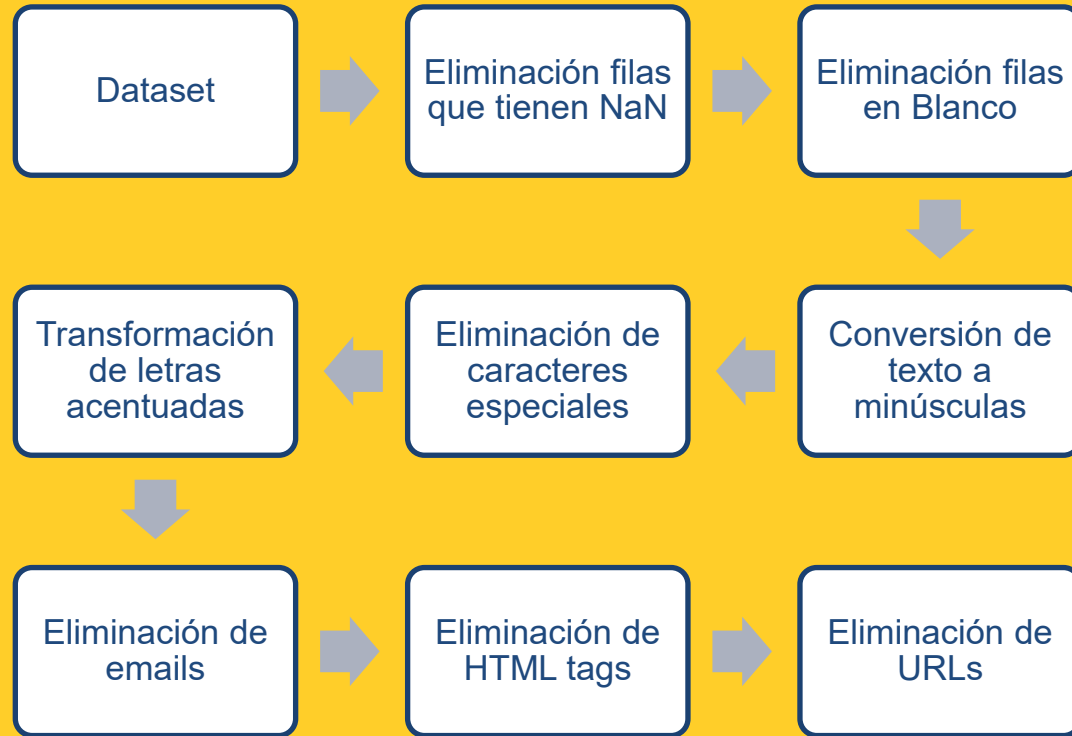 Dataset
Eliminación filas
que tienen NaN
Eliminación filas
en Blanco
Conversión de
texto a
minúsculas
Eliminación de
caracteres
especiales
Transformación
de letras
acentuadas
Eliminación de
emails
Eliminación de
HTML tags
Eliminación de
URLs